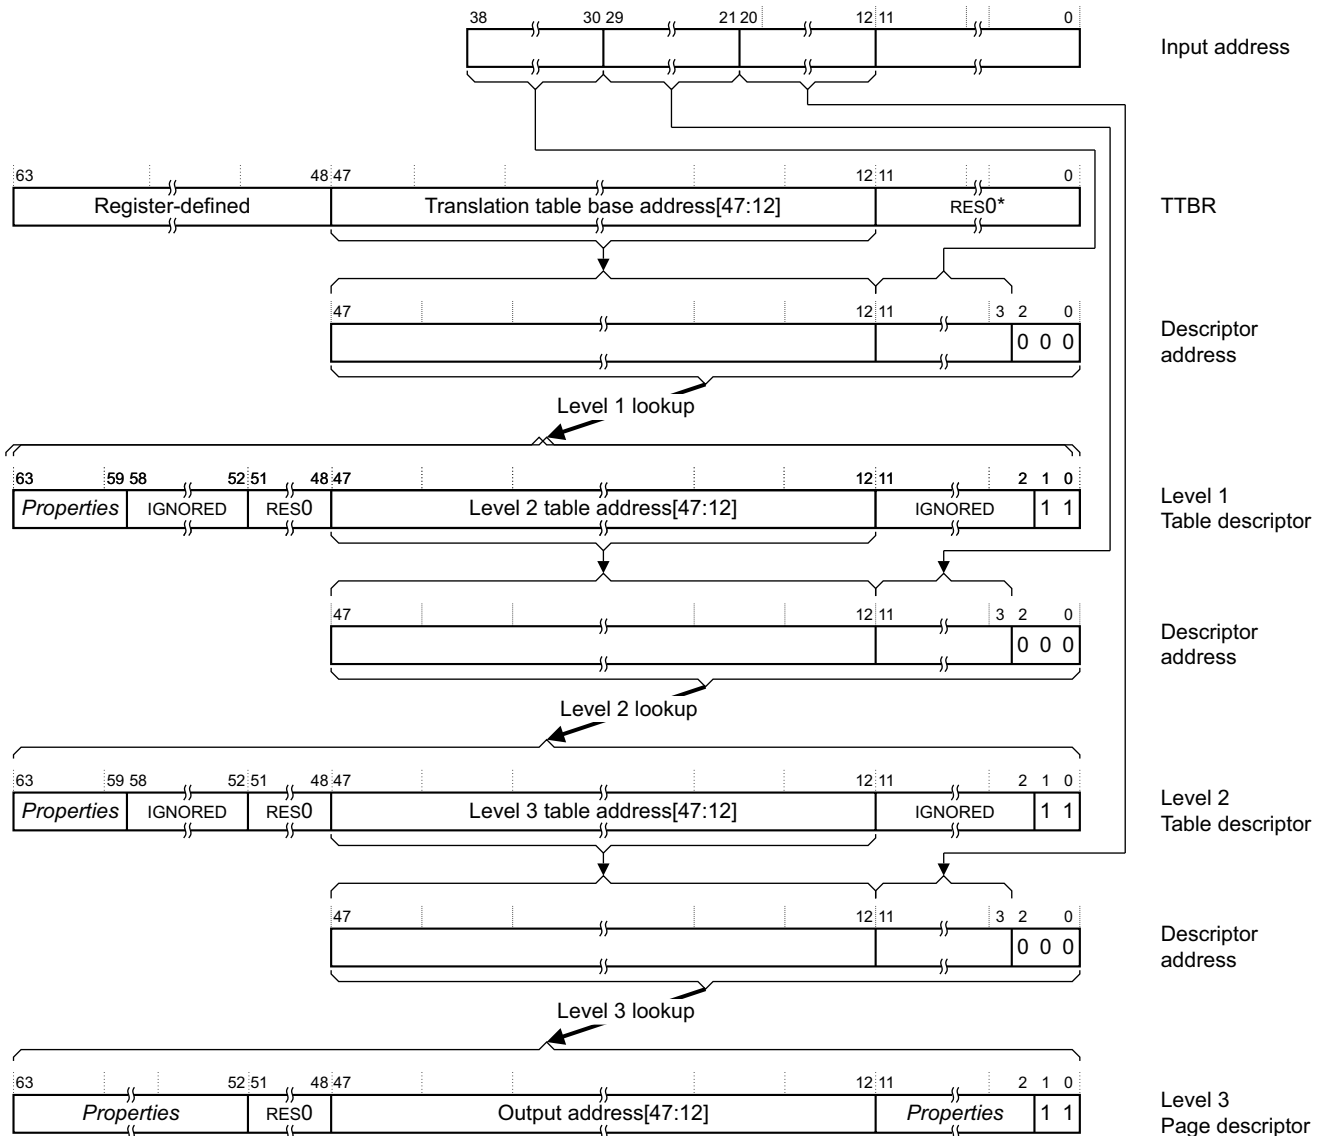 38 30 29 21 20 12 11 0
Input address
63 48 47 12 11 0
Register-defined Translation table base address[47:12] RES0* TTBR
47 12 11 3 2 0
0 0 0
Descriptor
address
Level 1 lookup
63 59 58 52 51 48 47 12 11 2 1 0
Properties IGNORED RES0 Level 2 table address[47:12] IGNORED 1 1
Level 1
Table descriptor
47 12 11 3 2 0
0 0 0
Descriptor
address
Level 2 lookup
63 59 58 52 51 48 47 12 11 2 1 0
Properties IGNORED RES0 Level 3 table address[47:12] IGNORED 1 1
Level 2
Table descriptor
47 12 11 3 2 0
0 0 0
Descriptor
address
Level 3 lookup
63 52 51 48 47 12 11 2 1 0
Properties RES0 Output address[47:12] Properties 1 1
Level 3
Page descriptor